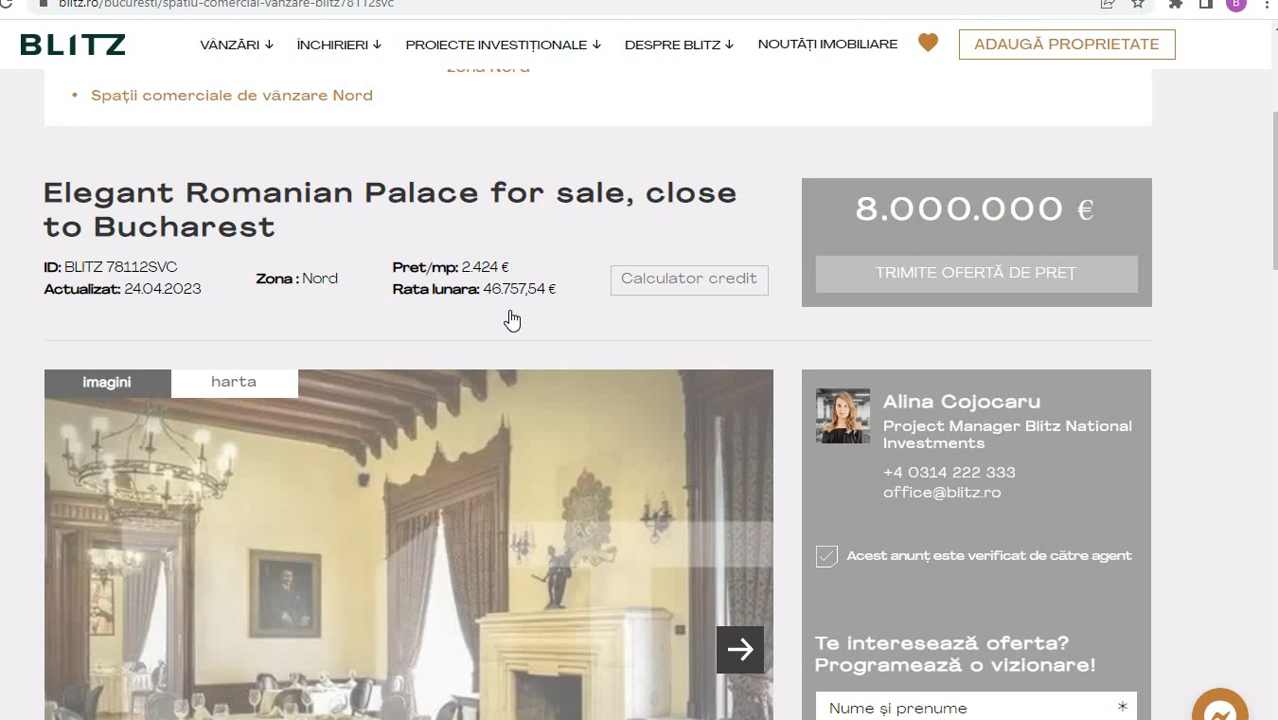 blitz.ro/bucuresti/spatiu-comercial-vanzare-blitz78112svc
B
BLITZ
VÂNZĂRI ↓
ÎNCHIRIERI ↓
PROIECTE INVESTIȚIONALE ↓
DESPRE BLITZ ↓
NOUTĂȚI IMOBILIARE
ADAUGĂ PROPRIETATE
zona Nord
• Spații comerciale de vânzare Nord
Elegant Romanian Palace for sale, close
to Bucharest
ID: BLITZ 78112SVC
Actualizat: 24.04.2023
Zona : Nord
Pret/mp: 2.424 €
Rata lunara: 46.757,54 €
Calculator credit
8.000.000 €
TRIMITE OFERTĂ DE PREȚ
imagini
harta
Alina Cojocaru
Project Manager Blitz National
Investments
+4 0314 222 333
office@blitz.ro
Acest anunț este verificat de către agent
Te interesează oferta?
Programează o vizionare!
Nume și prenume *